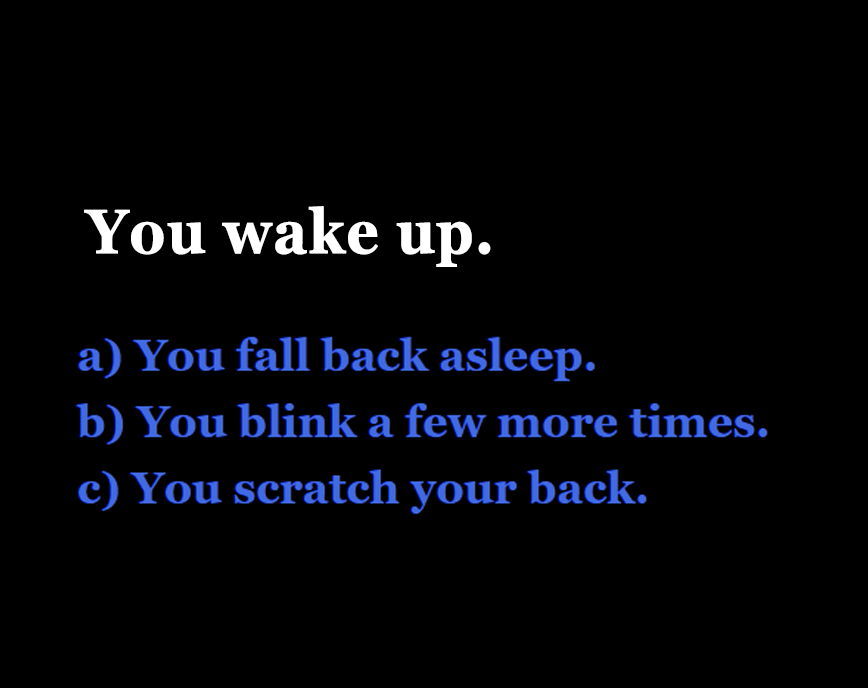 You wake up.
a) You fall back asleep.
b) You blink a few more times.
c) You scratch your back.